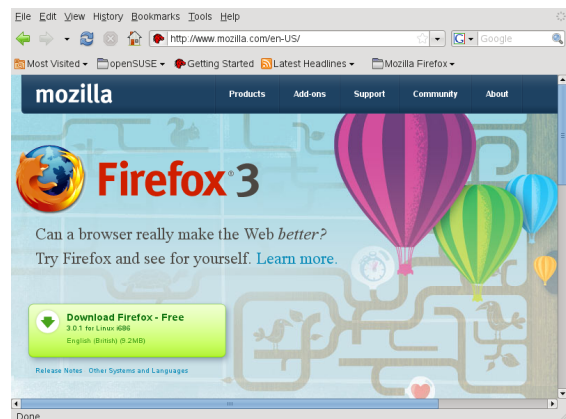 File Edit View History Bookmarks Tools Help
http://www.mozilla.com/en-US/
G Google
Most Visited openSUSE Getting Started Latest Headlines Mozilla Firefox
mozilla Products Add-ons Support Community About
Firefox® 3
Can a browser really make the Web better?
Try Firefox and see for yourself. Learn more.
Download Firefox - Free
3.0.1 for Linux i686
English (British) (9.2MB)
Release Notes Other Systems and Languages
Done